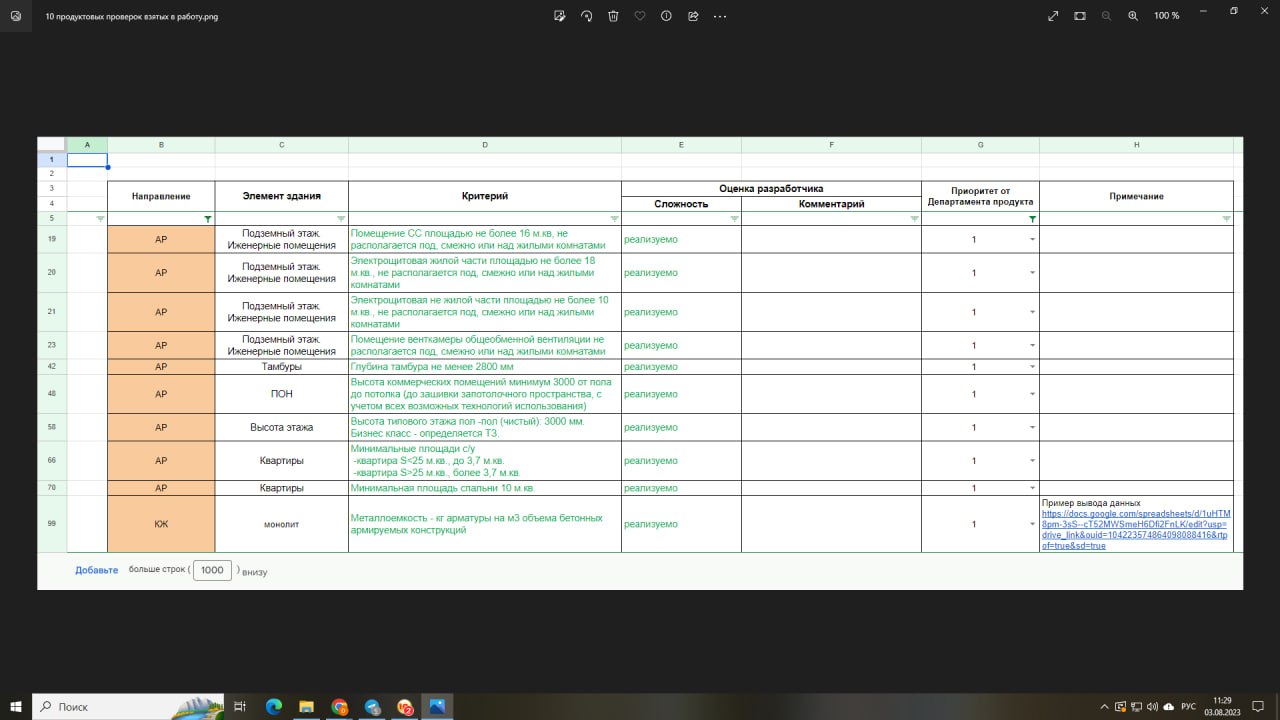 10 продуктовых проверок взятых в работу.png
100 %
A B C D E F G H
1
2
3
4
5
Направление
Элемент здания
Критерий
Оценка разработчика
Сложность
Комментарий
Приоритет от
Департамента продукта
Примечание
19
АР
Подземный этаж.
Иженерные помещения
Помещение СС площадью не более 16 м.кв, не
располагается под, смежно или над жилыми комнатами
реализуемо
1
20
АР
Подземный этаж.
Иженерные помещения
Электрощитовая жилой части площадью не более 18
м.кв., не располагается под, смежно или над жилыми
комнатами
реализуемо
1
21
АР
Подземный этаж.
Иженерные помещения
Электрощитовая не жилой части площадью не более 10
м.кв., не располагается под, смежно или над жилыми
комнатами
реализуемо
1
23
АР
Подземный этаж.
Иженерные помещения
Помещение венткамеры общеобменной вентиляции не
располагается под, смежно или над жилыми комнатами
реализуемо
1
42
АР
Тамбуры
Глубина тамбура не менее 2800 мм
реализуемо
1
48
АР
ПОН
Высота коммерческих помещений минимум 3000 от пола
до потолка (до зашивки запотолочного пространства, с
учетом всех возможных технологий использования)
реализуемо
1
58
АР
Высота этажа
Высота типового этажа пол -пол (чистый): 3000 мм.
Бизнес класс - определяется ТЗ.
реализуемо
1
66
АР
Квартиры
Минимальные площади с/у
-квартира S<25 м.кв., до 3,7 м.кв.
-квартира S>25 м.кв., более 3,7 м.кв.
реализуемо
1
70
АР
Квартиры
Минимальная площадь спальни 10 м.кв.
реализуемо
1
99
КЖ
монолит
Металлоемкость - кг арматуры на м3 объема бетонных
армируемых конструкций
реализуемо
1
Пример вывода данных
https://docs.google.com/spreadsheets/d/1uHTM
8pm-3sS--cT52MWSmeH6Dfi2FnLK/edit?usp=
drive_link&ouid=104223574864098088416&rtp
of=true&sd=true
Добавьте больше строк ( 1000 ) внизу
Поиск
РУС
11:29
03.08.2023